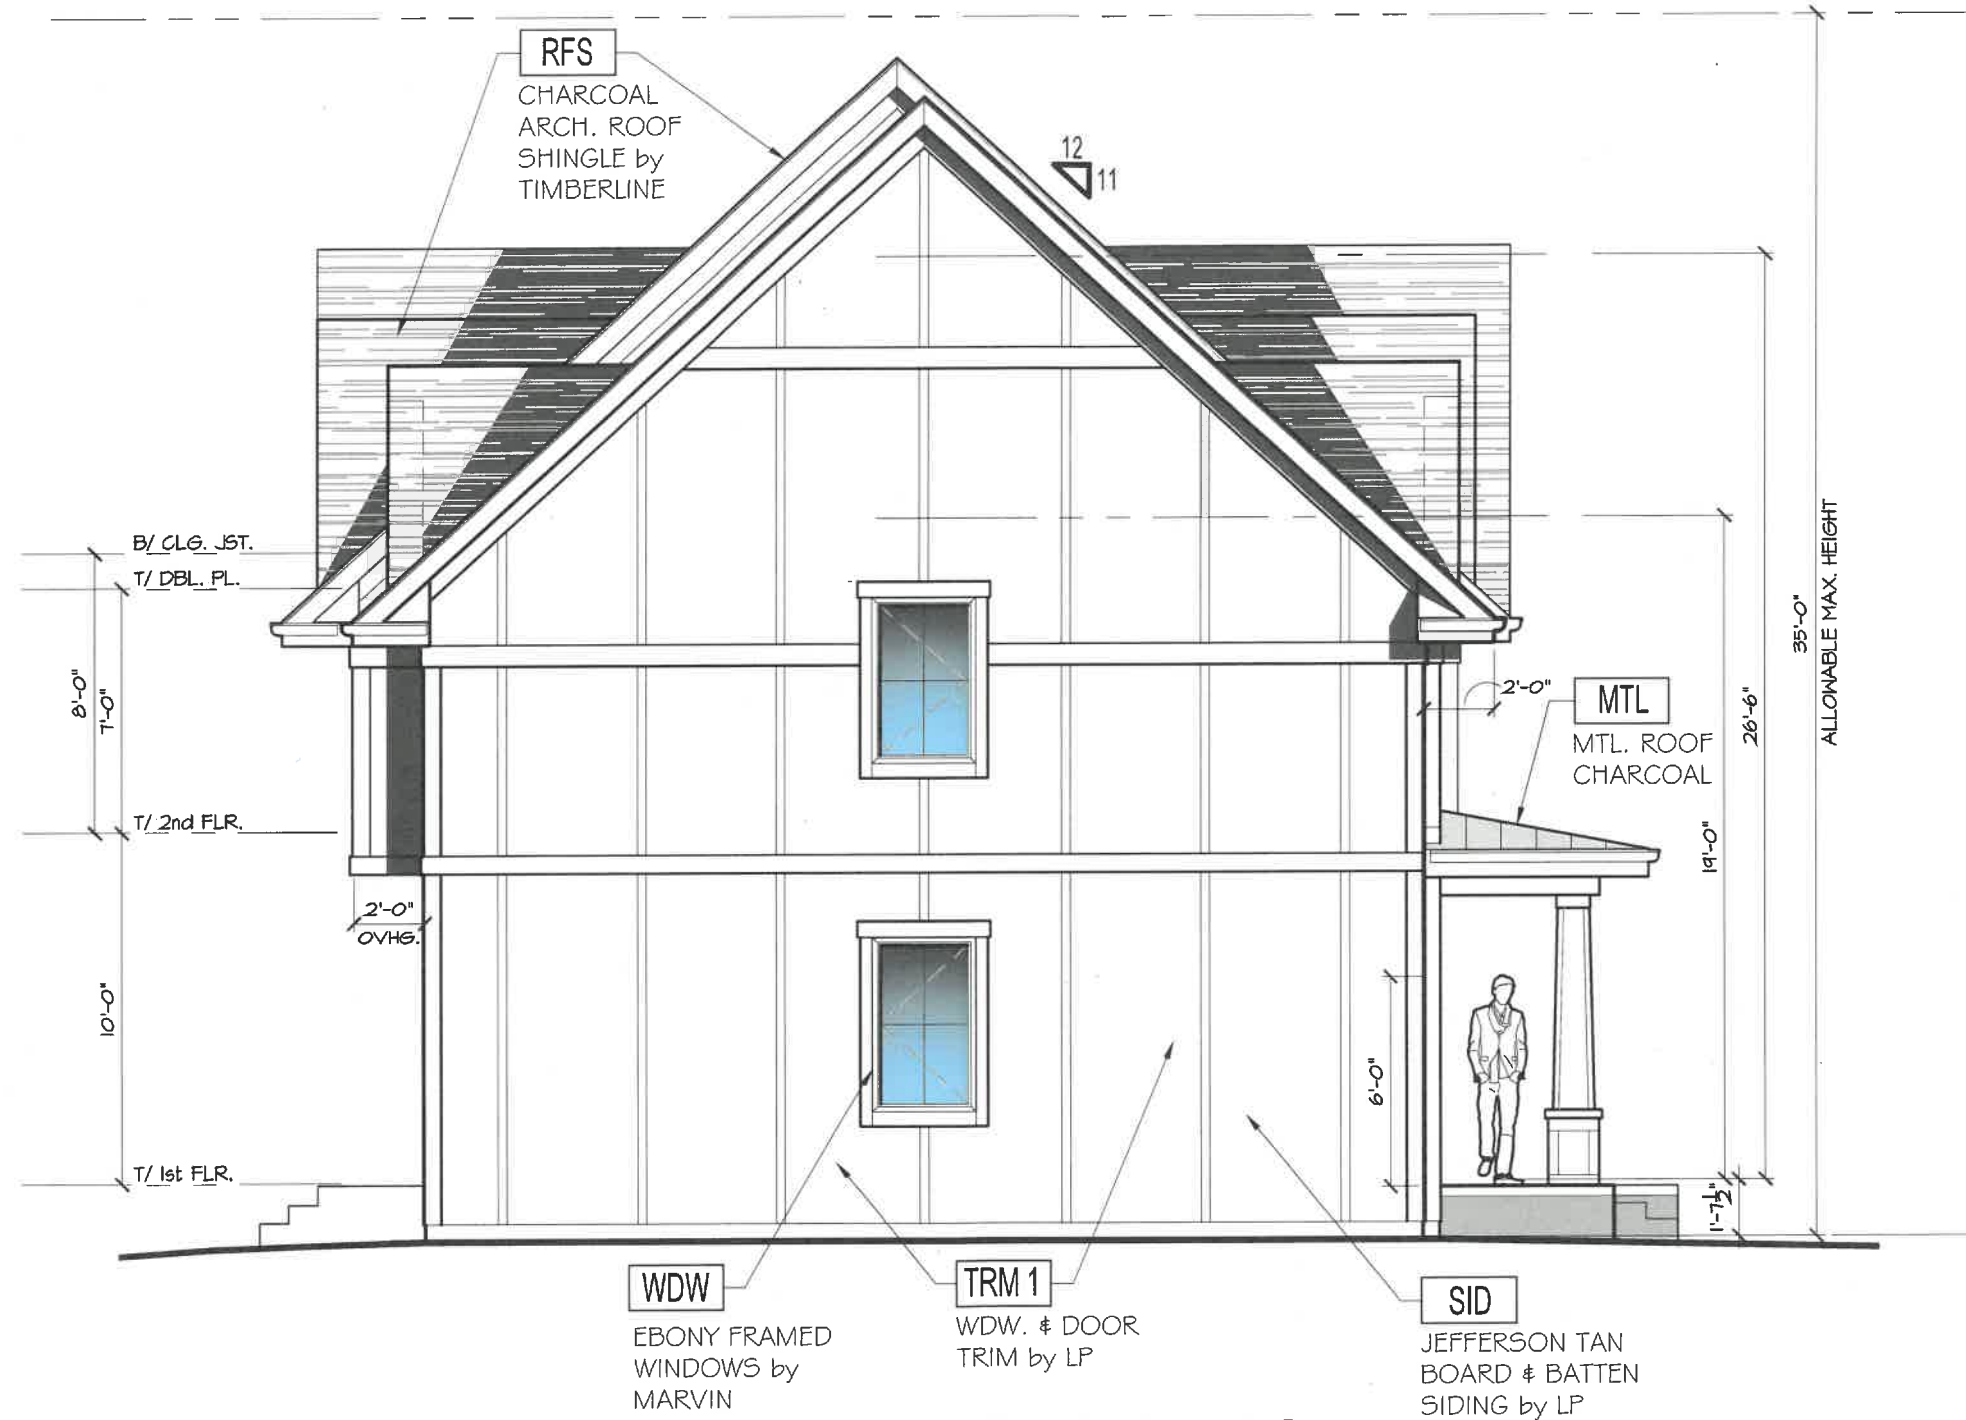 RFS
CHARCOAL
ARCH. ROOF
SHINGLE by
TIMBERLINE
12
11
B/ CLG. JST.
T/ DBL. PL.
8'-0"
7'-0"
T/ 2nd FLR.
2'-0"
OVHG.
10'-0"
T/ 1st FLR.
2'-0"
MTL
MTL. ROOF
CHARCOAL
6'-0"
19'-0"
26'-6"
35'-0"
ALLOWABLE MAX. HEIGHT
1'-7½"
WDW
EBONY FRAMED
WINDOWS by
MARVIN
TRM 1
WDW. & DOOR
TRIM by LP
SID
JEFFERSON TAN
BOARD & BATTEN
SIDING by LP